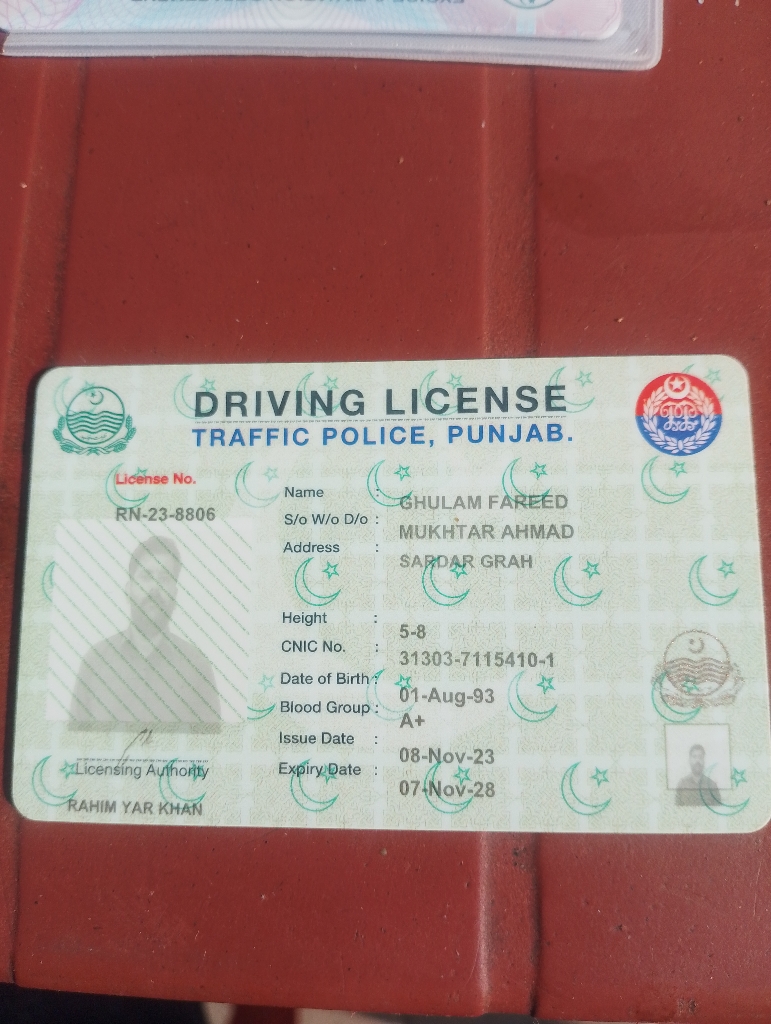 DRIVING LICENSE
TRAFFIC POLICE, PUNJAB.
License No.
RN-23-8806
Name : GHULAM FAREED
S/o W/o D/o : MUKHTAR AHMAD
Address : SARDAR GRAH
Height : 5-8
CNIC No. : 31303-7115410-1
Date of Birth : 01-Aug-93
Blood Group : A+
Issue Date : 08-Nov-23
Expiry Date : 07-Nov-28
Licensing Authority
RAHIM YAR KHAN